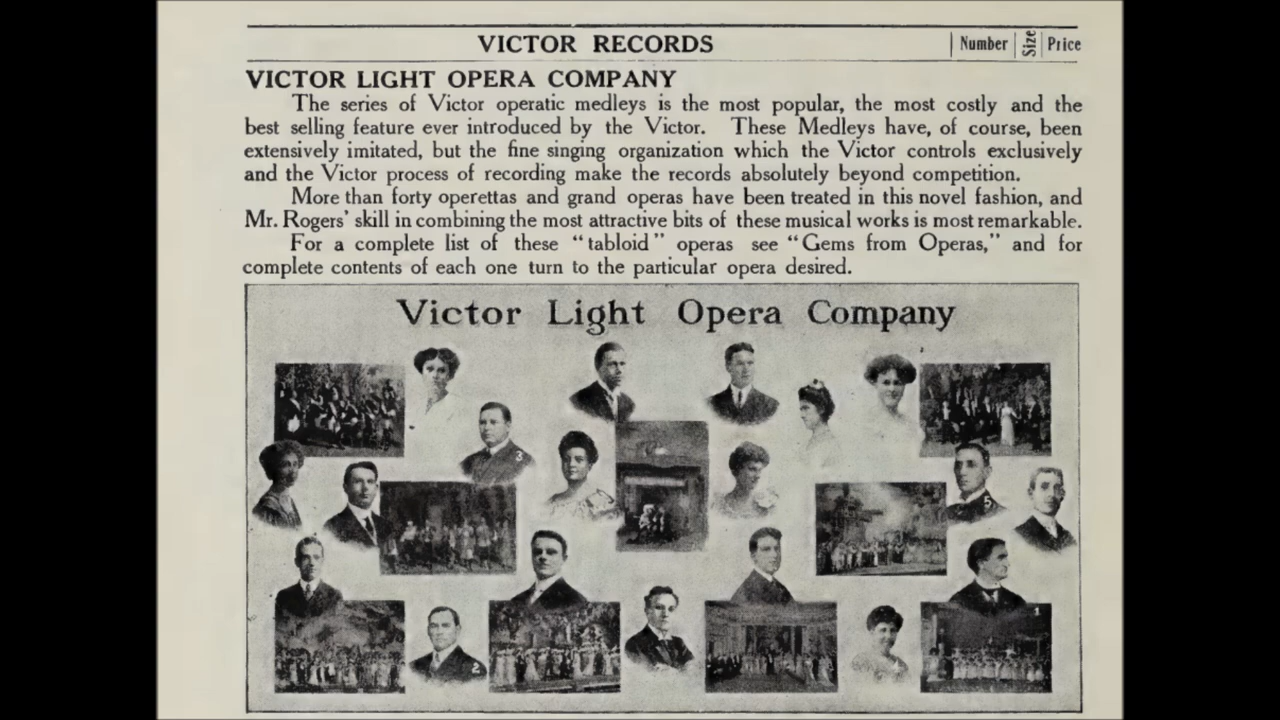 VICTOR RECORDS | Number | Size | Price
VICTOR LIGHT OPERA COMPANY
The series of Victor operatic medleys is the most popular, the most costly and the
best selling feature ever introduced by the Victor. These Medleys have, of course, been
extensively imitated, but the fine singing organization which the Victor controls exclusively
and the Victor process of recording make the records absolutely beyond competition.
More than forty operettas and grand operas have been treated in this novel fashion, and
Mr. Rogers' skill in combining the most attractive bits of these musical works is most remarkable.
For a complete list of these "tabloid" operas see "Gems from Operas," and for
complete contents of each one turn to the particular opera desired.
Victor Light Opera Company
3
5
1
2